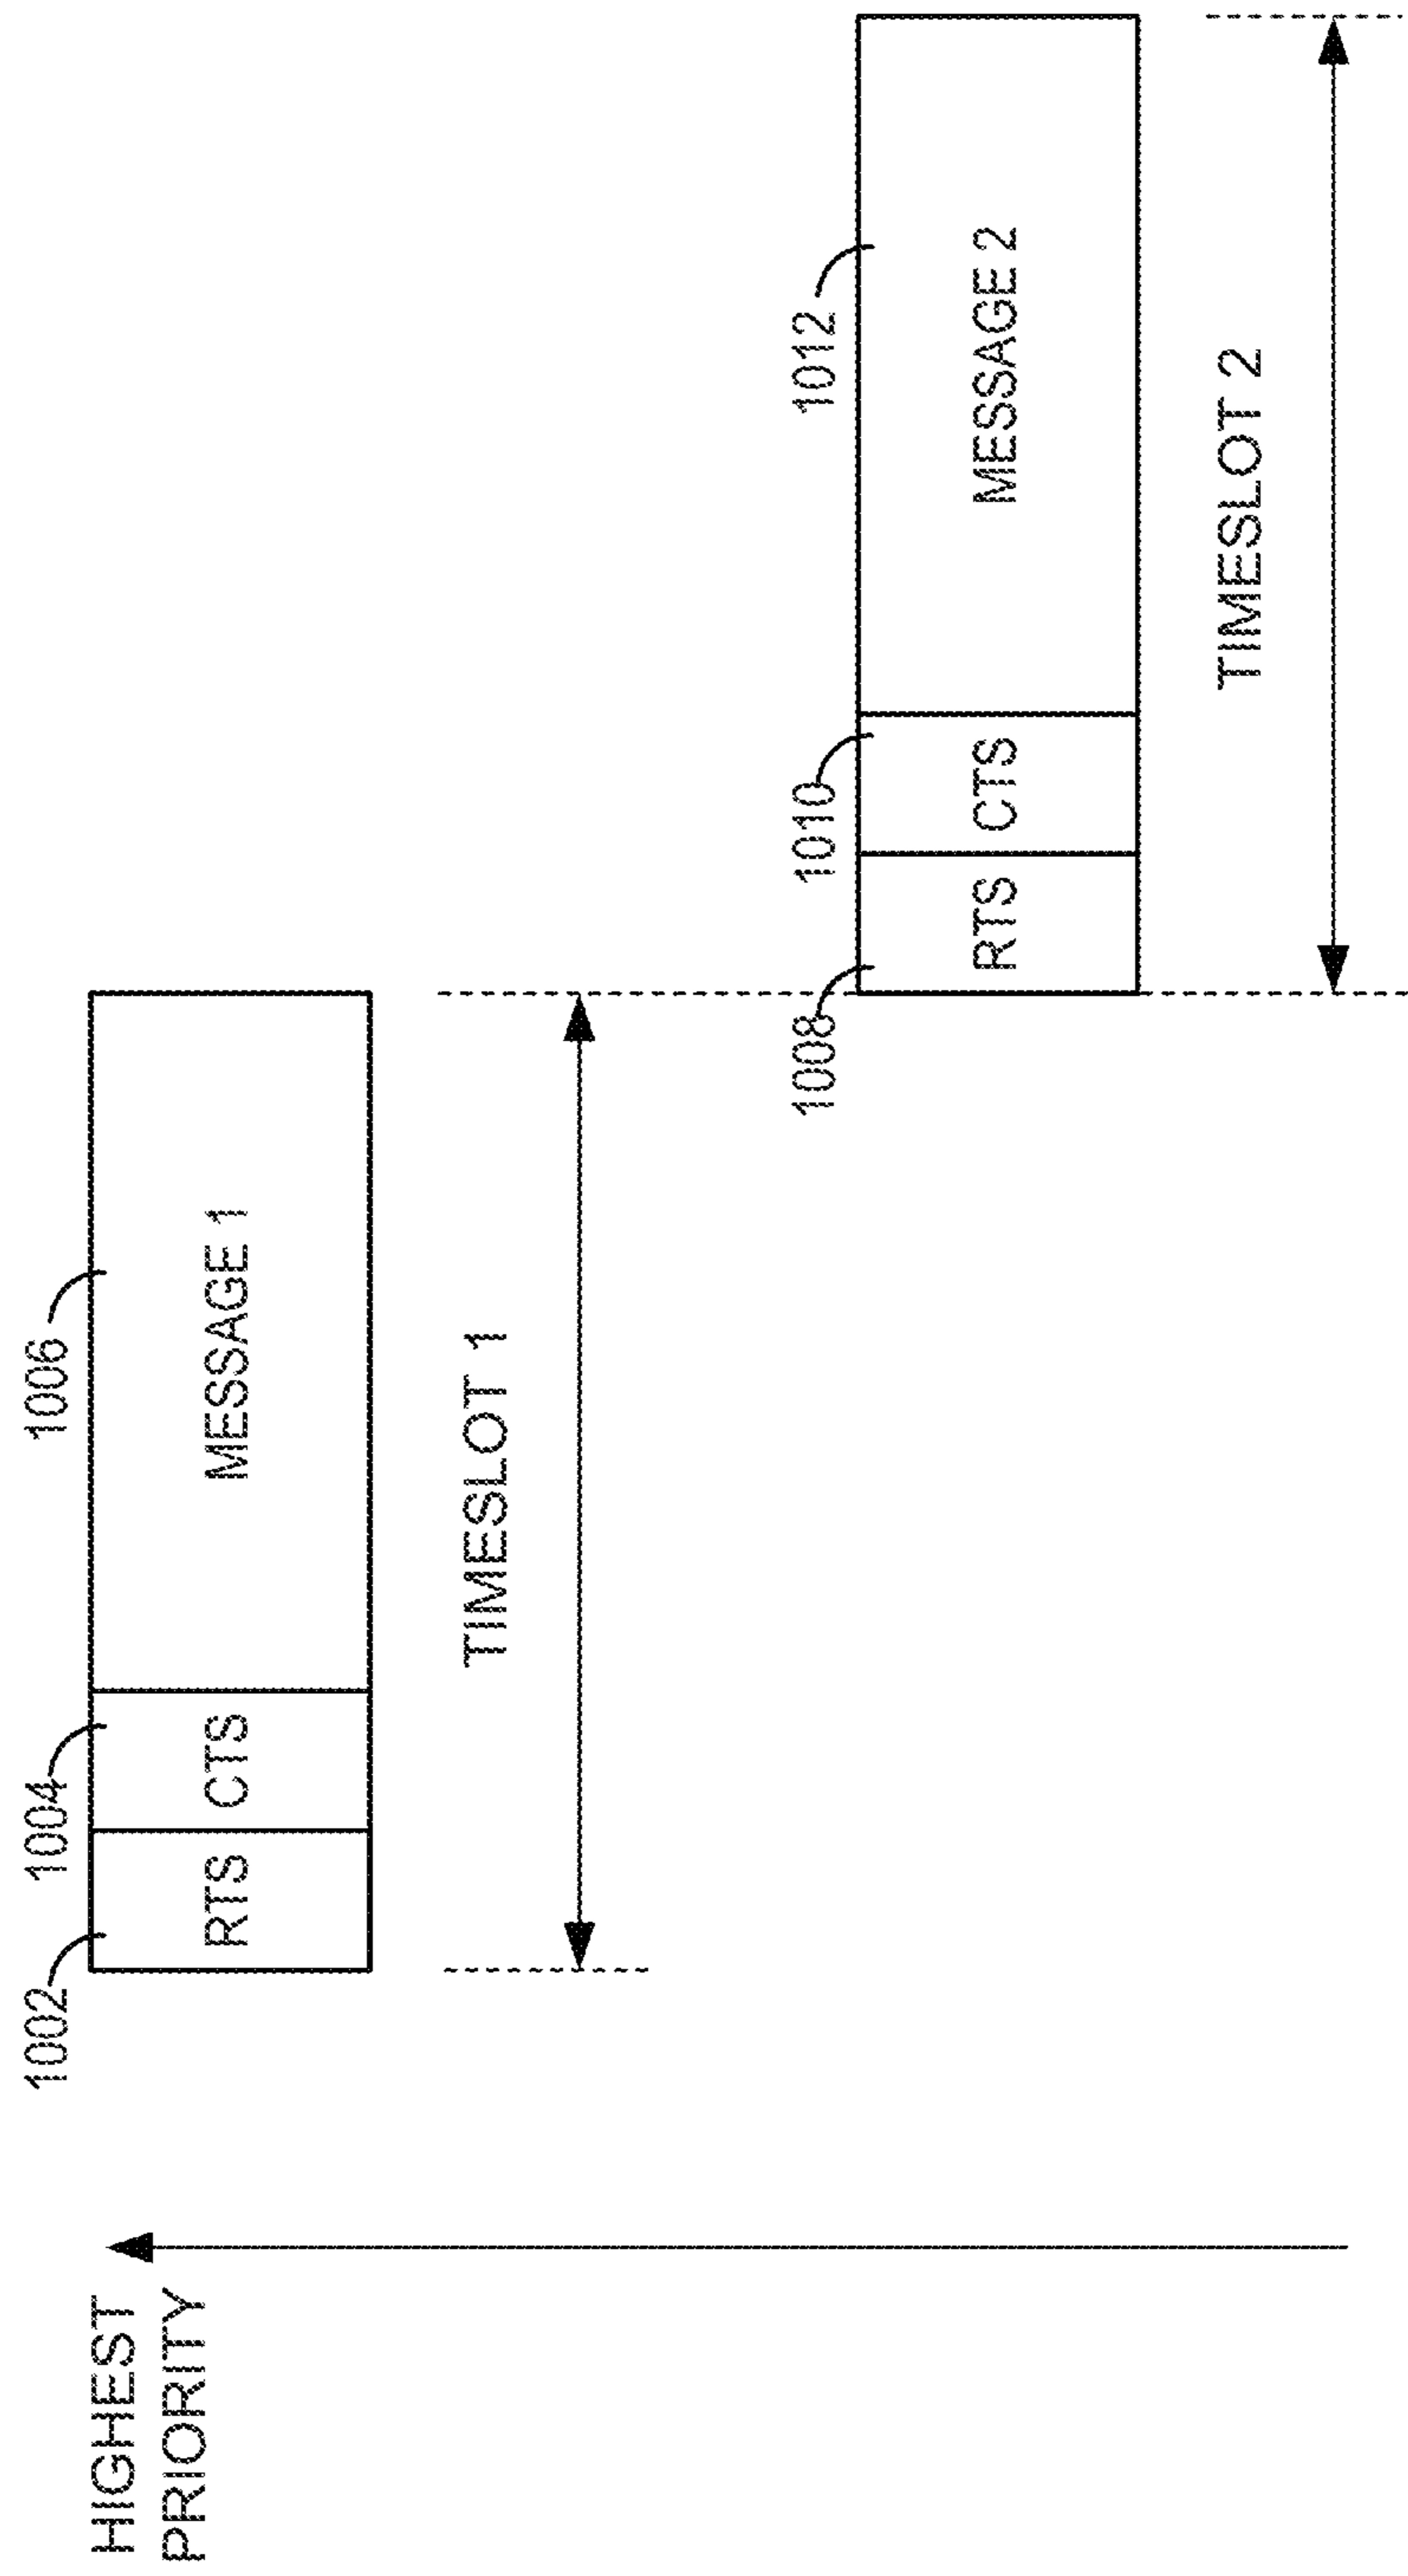 HIGHEST
PRIORITY
1002
1004
1006
RTS
CTS
MESSAGE 1
TIMESLOT 1
1008
1010
1012
RTS
CTS
MESSAGE 2
TIMESLOT 2